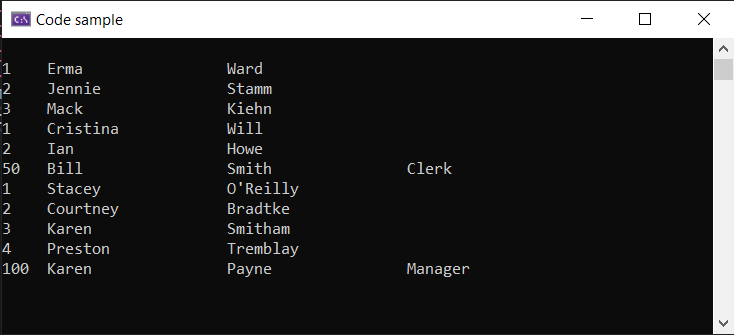 Code sample
1 Erma Ward
2 Jennie Stamm
3 Mack Kiehn
1 Cristina Will
2 Ian Howe
50 Bill Smith Clerk
1 Stacey O'Reilly
2 Courtney Bradtke
3 Karen Smitham
4 Preston Tremblay
100 Karen Payne Manager